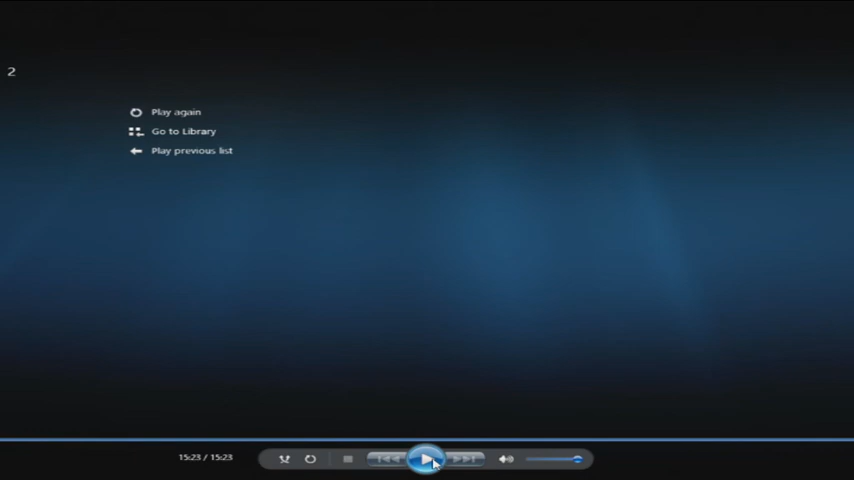 2
Play again
Go to Library
Play previous list
15:23 / 15:23